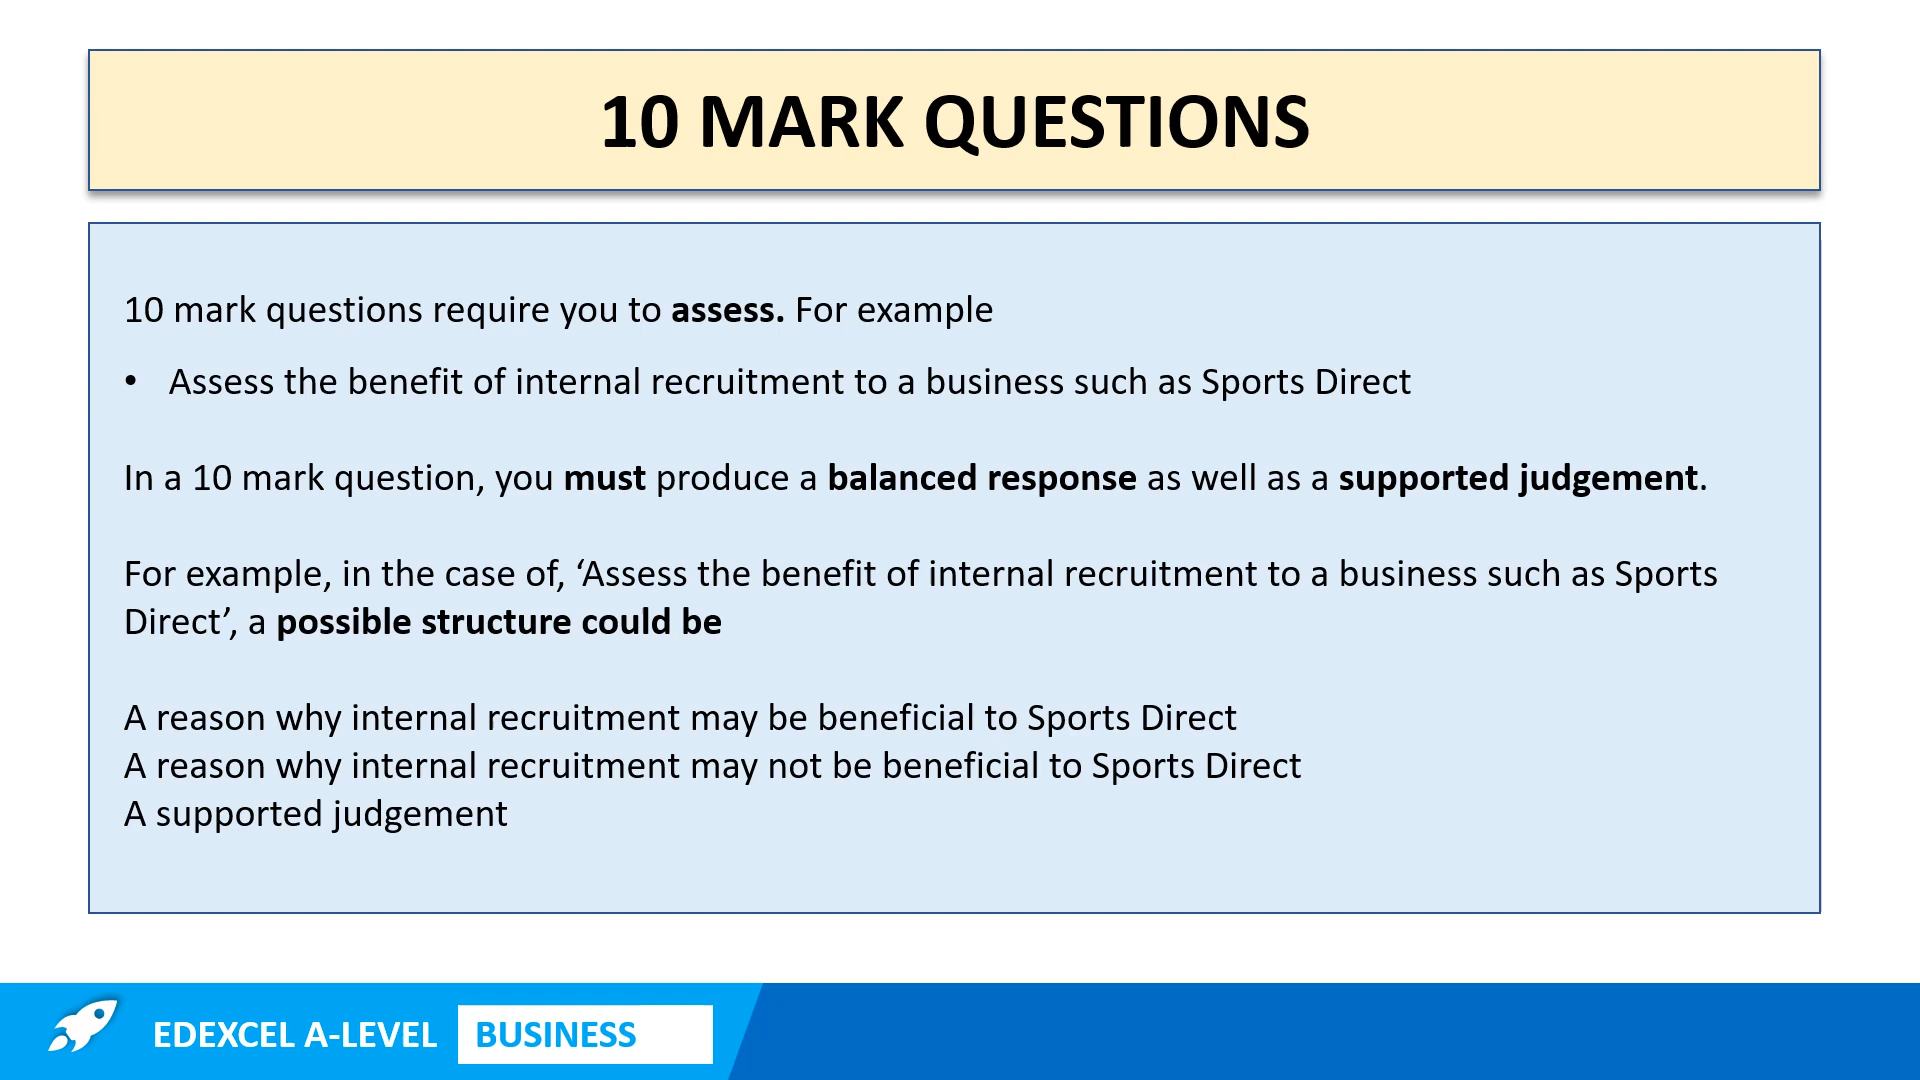 10 MARK QUESTIONS
10 mark questions require you to assess. For example
• Assess the benefit of internal recruitment to a business such as Sports Direct
In a 10 mark question, you must produce a balanced response as well as a supported judgement.
For example, in the case of, ‘Assess the benefit of internal recruitment to a business such as Sports
Direct’, a possible structure could be
A reason why internal recruitment may be beneficial to Sports Direct
A reason why internal recruitment may not be beneficial to Sports Direct
A supported judgement
EDEXCEL A-LEVEL BUSINESS